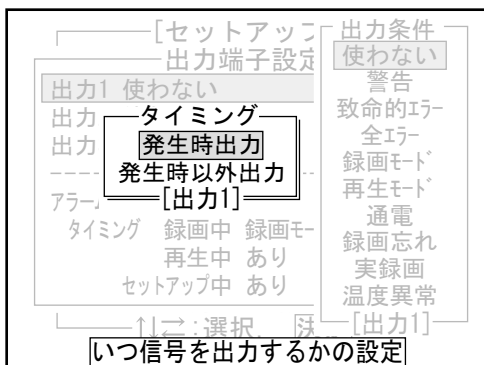 [セットアップ
出力端子設定
出力1 使わない
出力
出力
アラーム
タイミング 録画中 録画モー
再生中 あり
セットアップ中 あり
↑↓⇄:選択, 決
タイミング
発生時出力
発生時以外出力
[出力1]
出力条件
使わない
警告
致命的エラー
全エラー
録画モード
再生モード
通電
録画忘れ
実録画
温度異常
[出力1]
いつ信号を出力するかの設定